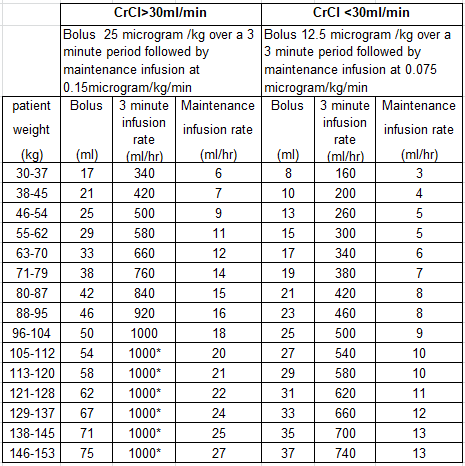 CrCl>30ml/min CrCl <30ml/min
Bolus 25 microgram /kg over a 3 minute period followed by maintenance infusion at 0.15microgram/kg/min
Bolus 12.5 microgram /kg over a 3 minute period followed by maintenance infusion at 0.075 microgram/kg/min
patient weight (kg) Bolus (ml) 3 minute infusion rate (ml/hr) Maintenance infusion rate (ml/hr) Bolus (ml) 3 minute infusion rate (ml/hr) Maintenance infusion rate (ml/hr)
30-37 17 340 6 8 160 3
38-45 21 420 7 10 200 4
46-54 25 500 9 13 260 5
55-62 29 580 11 15 300 5
63-70 33 660 12 17 340 6
71-79 38 760 14 19 380 7
80-87 42 840 15 21 420 8
88-95 46 920 16 23 460 8
96-104 50 1000 18 25 500 9
105-112 54 1000* 20 27 540 10
113-120 58 1000* 21 29 580 10
121-128 62 1000* 22 31 620 11
129-137 67 1000* 24 33 660 12
138-145 71 1000* 25 35 700 13
146-153 75 1000* 27 37 740 13